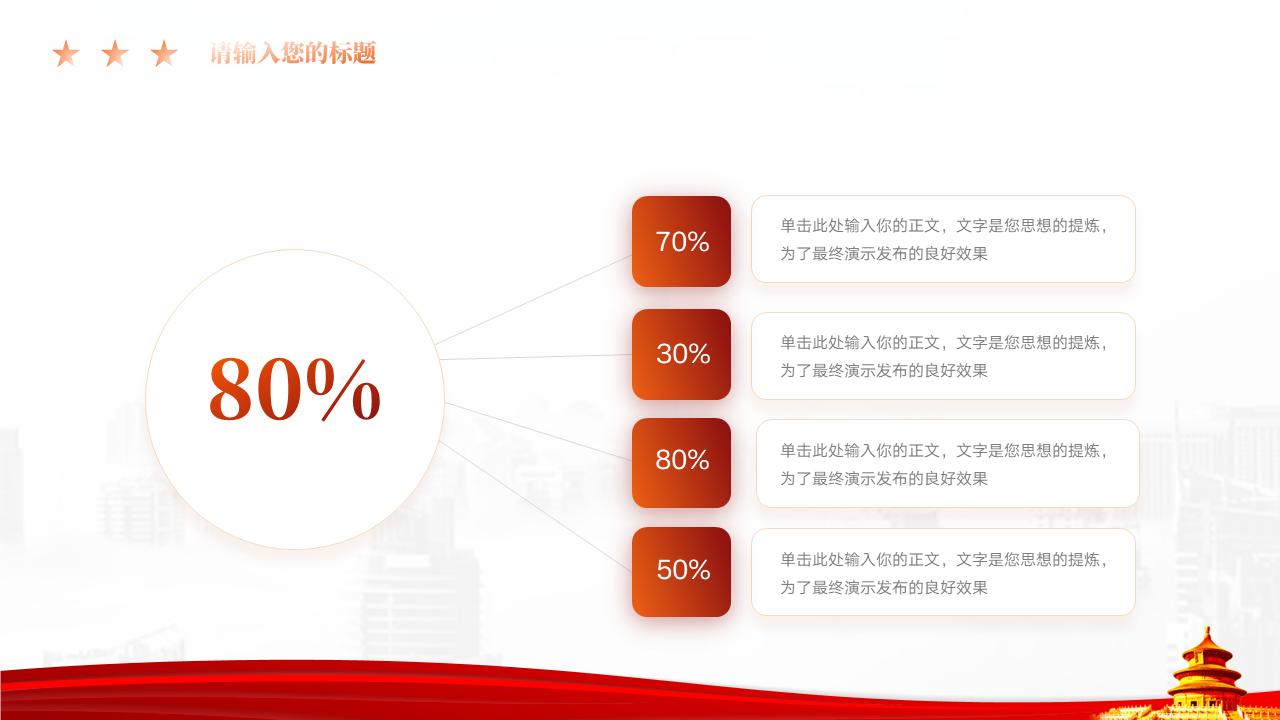 请输入您的标题
80%
70%
单击此处输入你的正文，文字是您思想的提炼，
为了最终演示发布的良好效果
30%
单击此处输入你的正文，文字是您思想的提炼，
为了最终演示发布的良好效果
80%
单击此处输入你的正文，文字是您思想的提炼，
为了最终演示发布的良好效果
50%
单击此处输入你的正文，文字是您思想的提炼，
为了最终演示发布的良好效果